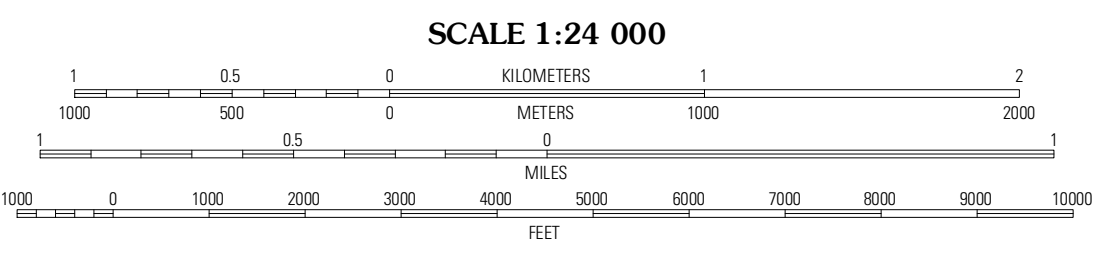 SCALE 1:24 000
1 0.5 0 KILOMETERS 1 2
1000 500 0 METERS 1000 2000
1 0.5 0 1
MILES
1000 0 1000 2000 3000 4000 5000 6000 7000 8000 9000 10000
FEET